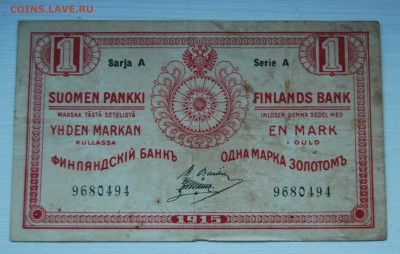 COINS.LAVE.RU
1 1
Sarja A Serie A
SUOMEN PANKKI FINLANDS BANK
MAKSAA TÄSTÄ SETELISTÄ INLÖSER DENNA SEDEL MED
YHDEN MARKAN EN MARK
KULLASSA I GULD
ФИНЛЯНДСКІЙ БАНКЪ ОДНА МАРКА ЗОЛОТОМЪ
9680494 9680494
1915